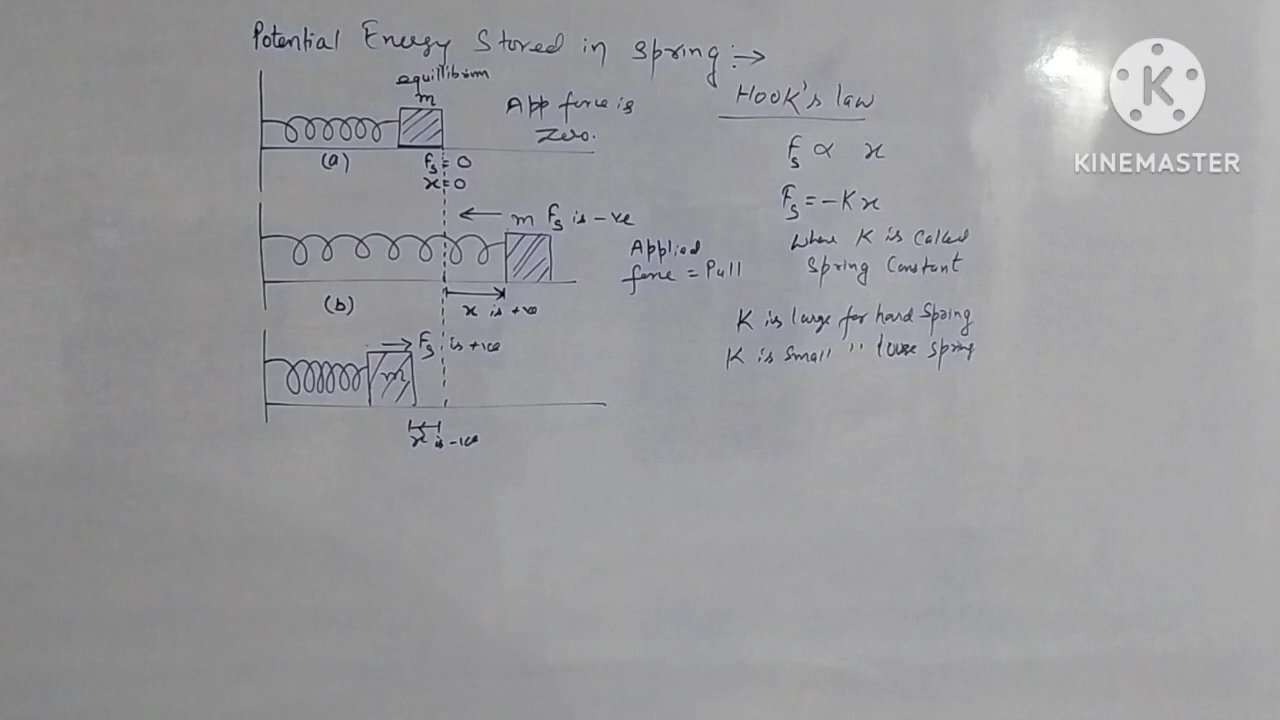 Potential Energy Stored in spring :→
equillibrium
m
App force is
zero.
(a)
Fs = 0
x = 0
← m Fs is -ve
Applied
force = Pull
(b)
x is +ve
→ Fs is +ve
m
x is -ve
HOOK's law
Fs ∝ x
Fs = -Kx
Where K is called
Spring Constant
K is large for hard Spring
K is small " loose spring
K
KINEMASTER